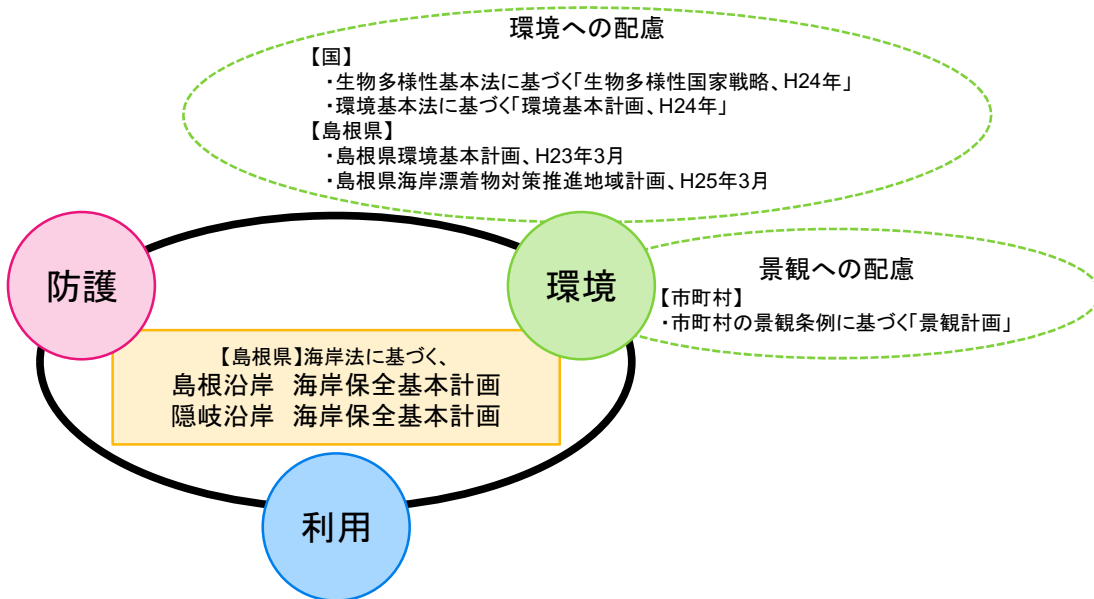 環境への配慮
【国】
・生物多様性基本法に基づく「生物多様性国家戦略、H24年」
・環境基本法に基づく「環境基本計画、H24年」
【島根県】
・島根県環境基本計画、H23年3月
・島根県海岸漂着物対策推進地域計画、H25年3月
防護
環境
景観への配慮
【市町村】
・市町村の景観条例に基づく「景観計画」
【島根県】海岸法に基づく、
島根沿岸　海岸保全基本計画
隠岐沿岸　海岸保全基本計画
利用